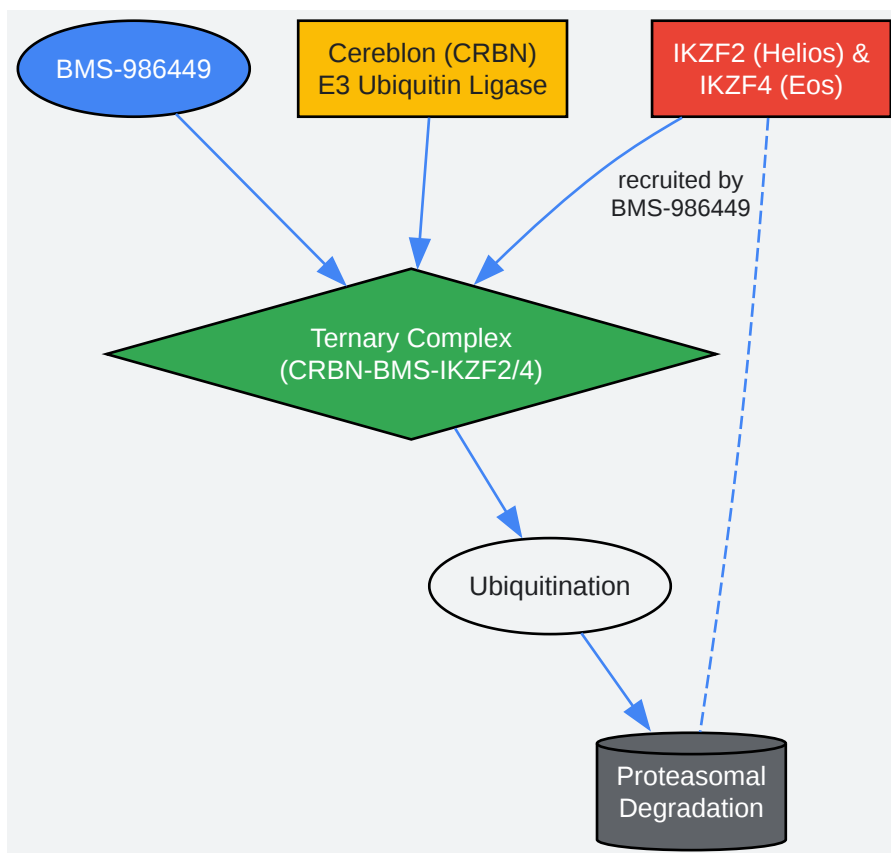 BMS-986449
Cereblon (CRBN)
E3 Ubiquitin Ligase
IKZF2 (Helios) &
IKZF4 (Eos)
recruited by
BMS-986449
Ternary Complex
(CRBN-BMS-IKZF2/4)
Ubiquitination
Proteasomal
Degradation